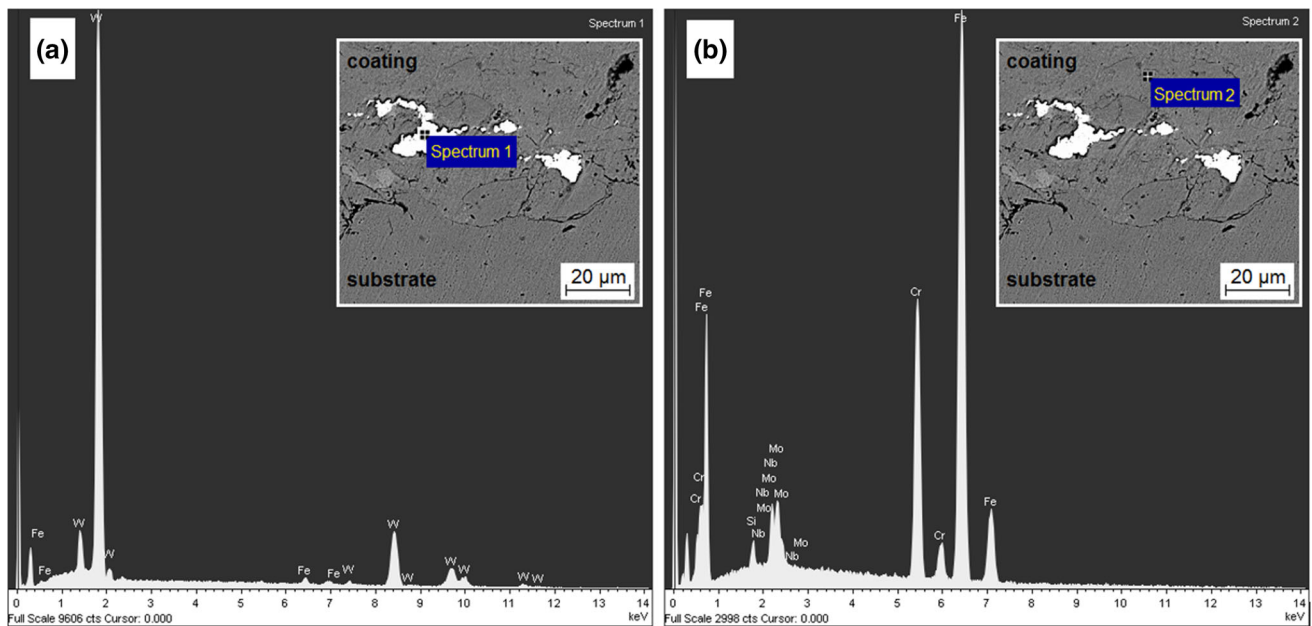 (a)
Spectrum 1
W
coating
Spectrum 1
substrate
20 µm
Fe
Fe
W
W
Fe
Fe
W
W
W
W
W
W
W
0 1 2 3 4 5 6 7 8 9 10 11 12 13 14
Full Scale 9606 cts Cursor: 0.000
keV
(b)
Spectrum 2
Fe
coating
Spectrum 2
substrate
20 µm
Fe
Fe
Cr
Cr
Mo
Nb
Mo
Nb
Mo
Mo
Si
Nb
Mo
Nb
Cr
Cr
Fe
0 1 2 3 4 5 6 7 8 9 10 11 12 13 14
Full Scale 2998 cts Cursor: 0.000
keV